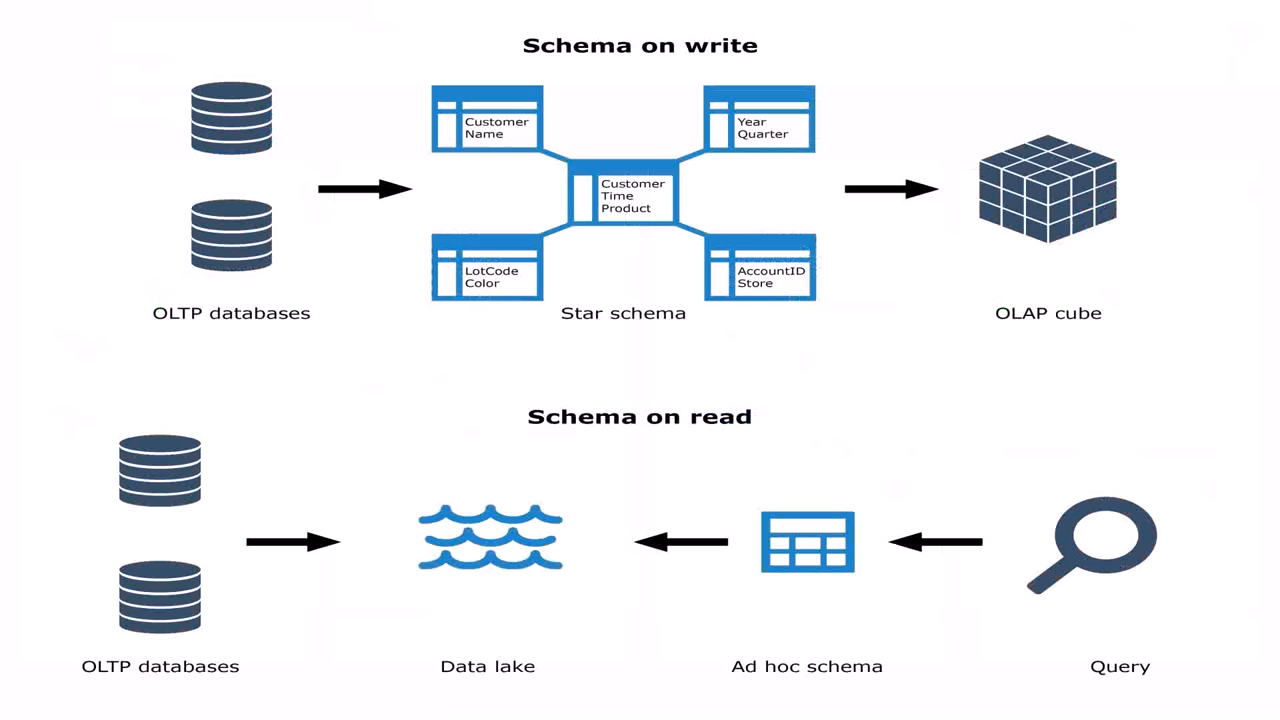 Schema on write
Customer
Name
Year
Quarter
Customer
Time
Product
LotCode
Color
AccountID
Store
OLTP databases
Star schema
OLAP cube
Schema on read
OLTP databases
Data lake
Ad hoc schema
Query